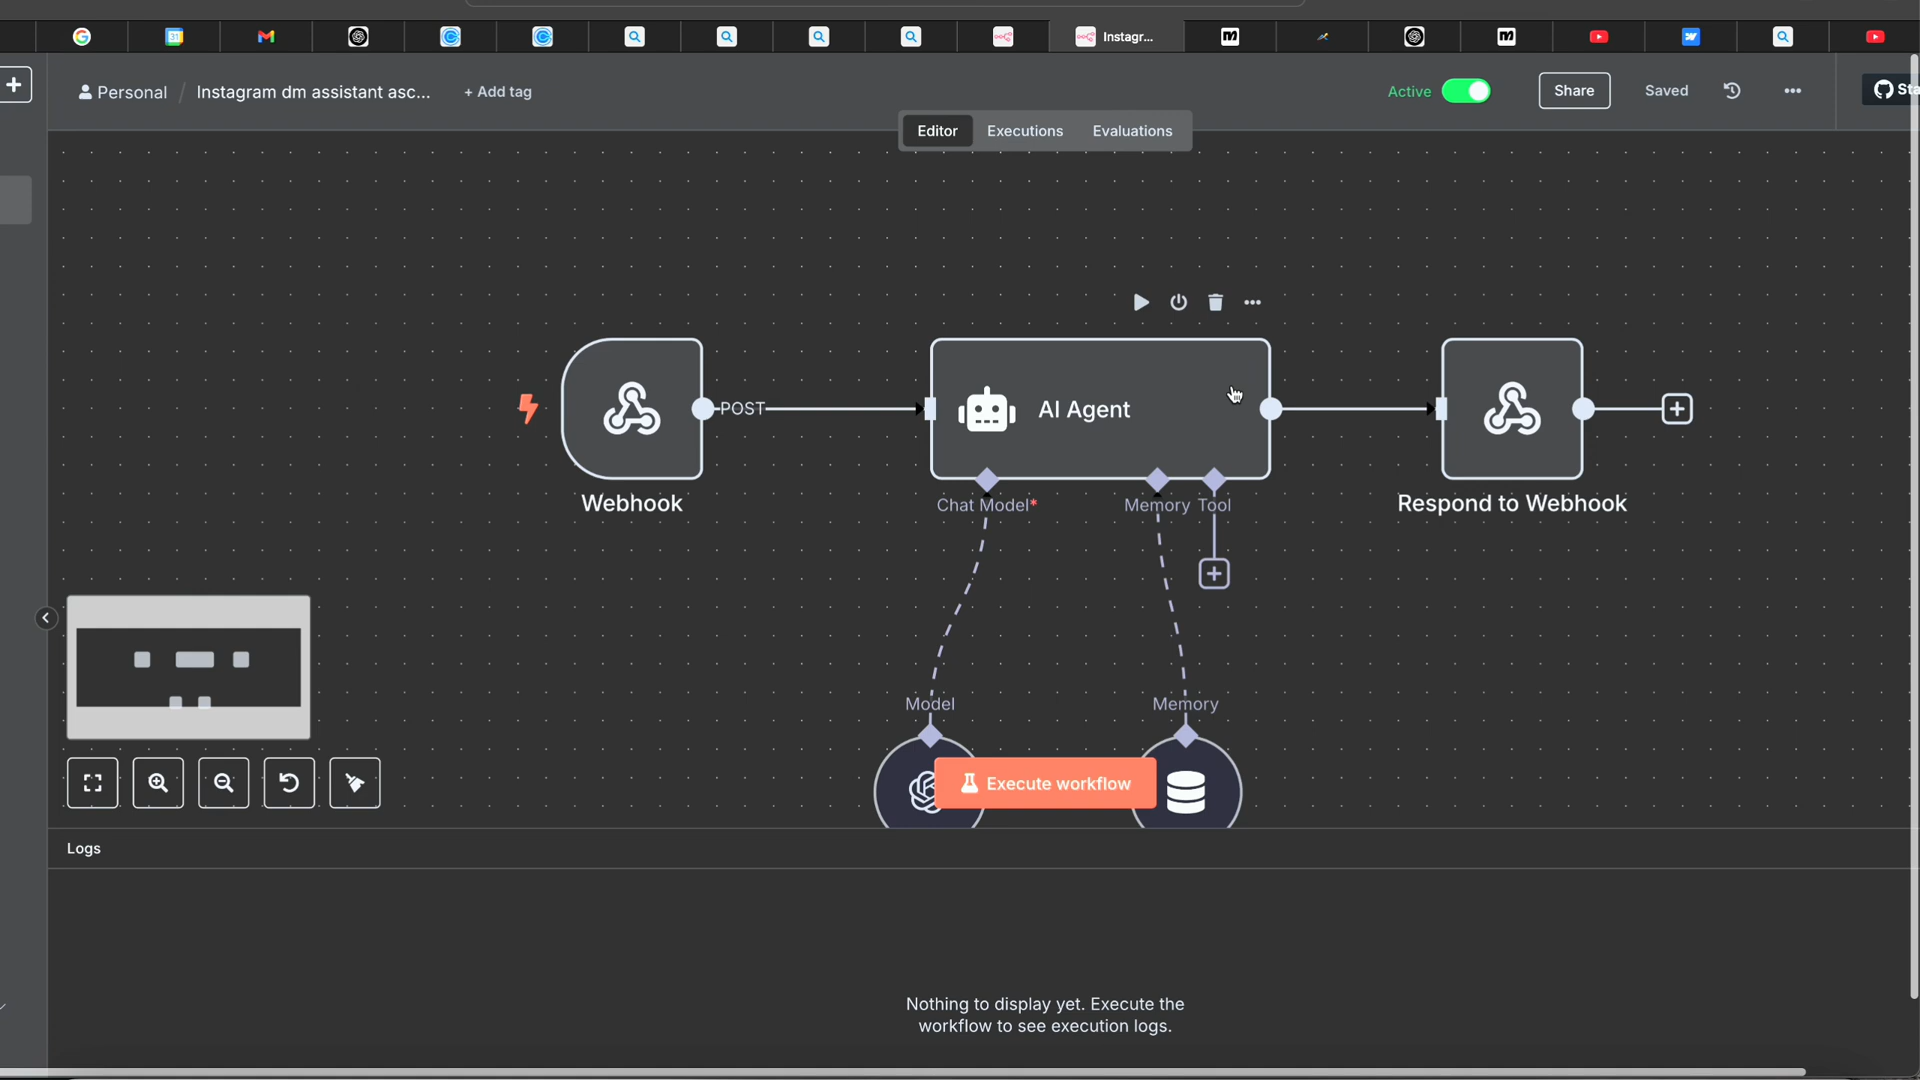 Instagr...
Personal / Instagram dm assistant asc... + Add tag
Active
Share
Saved
Sta
Editor
Executions
Evaluations
POST
AI Agent
Webhook
Chat Model*
Memory
Tool
Respond to Webhook
Model
Memory
Execute workflow
Logs
Nothing to display yet. Execute the
workflow to see execution logs.